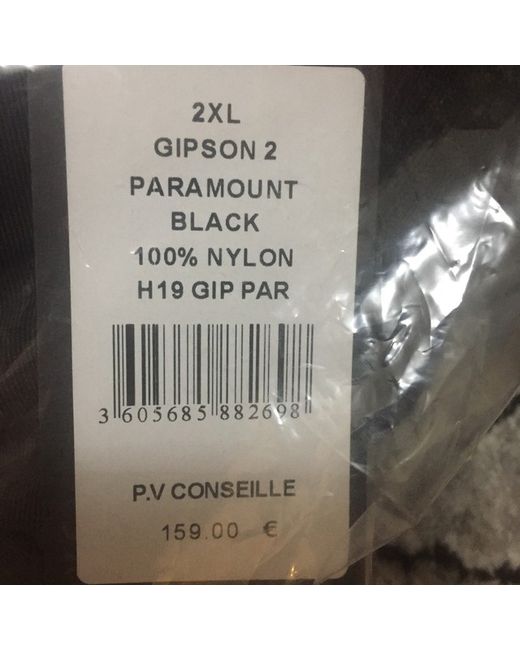 2XL
GIPSON 2
PARAMOUNT
BLACK
100% NYLON
H19 GIP PAR
3 605685 882698
P.V CONSEILLE
159.00 €